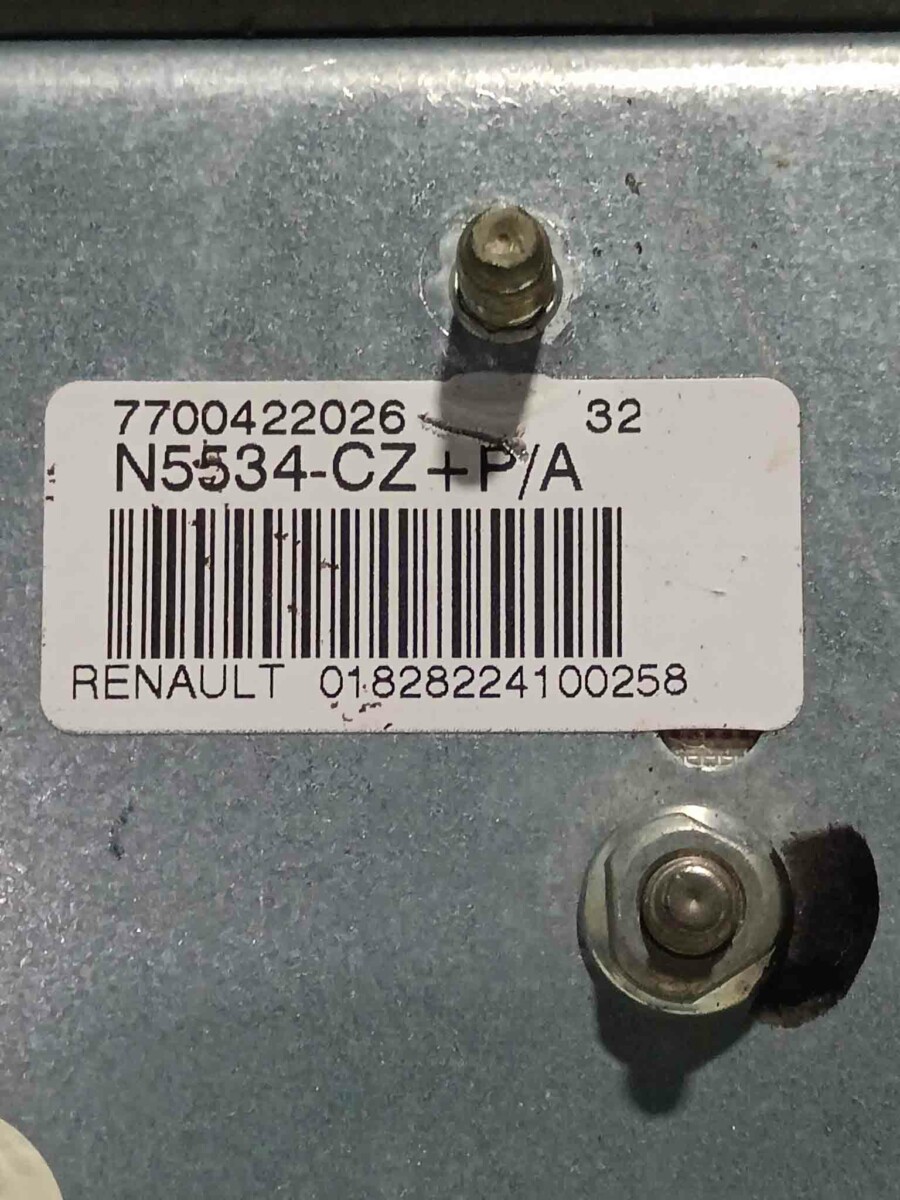 7700422026 32
N5534-CZ+P/A
RENAULT 01828224100258